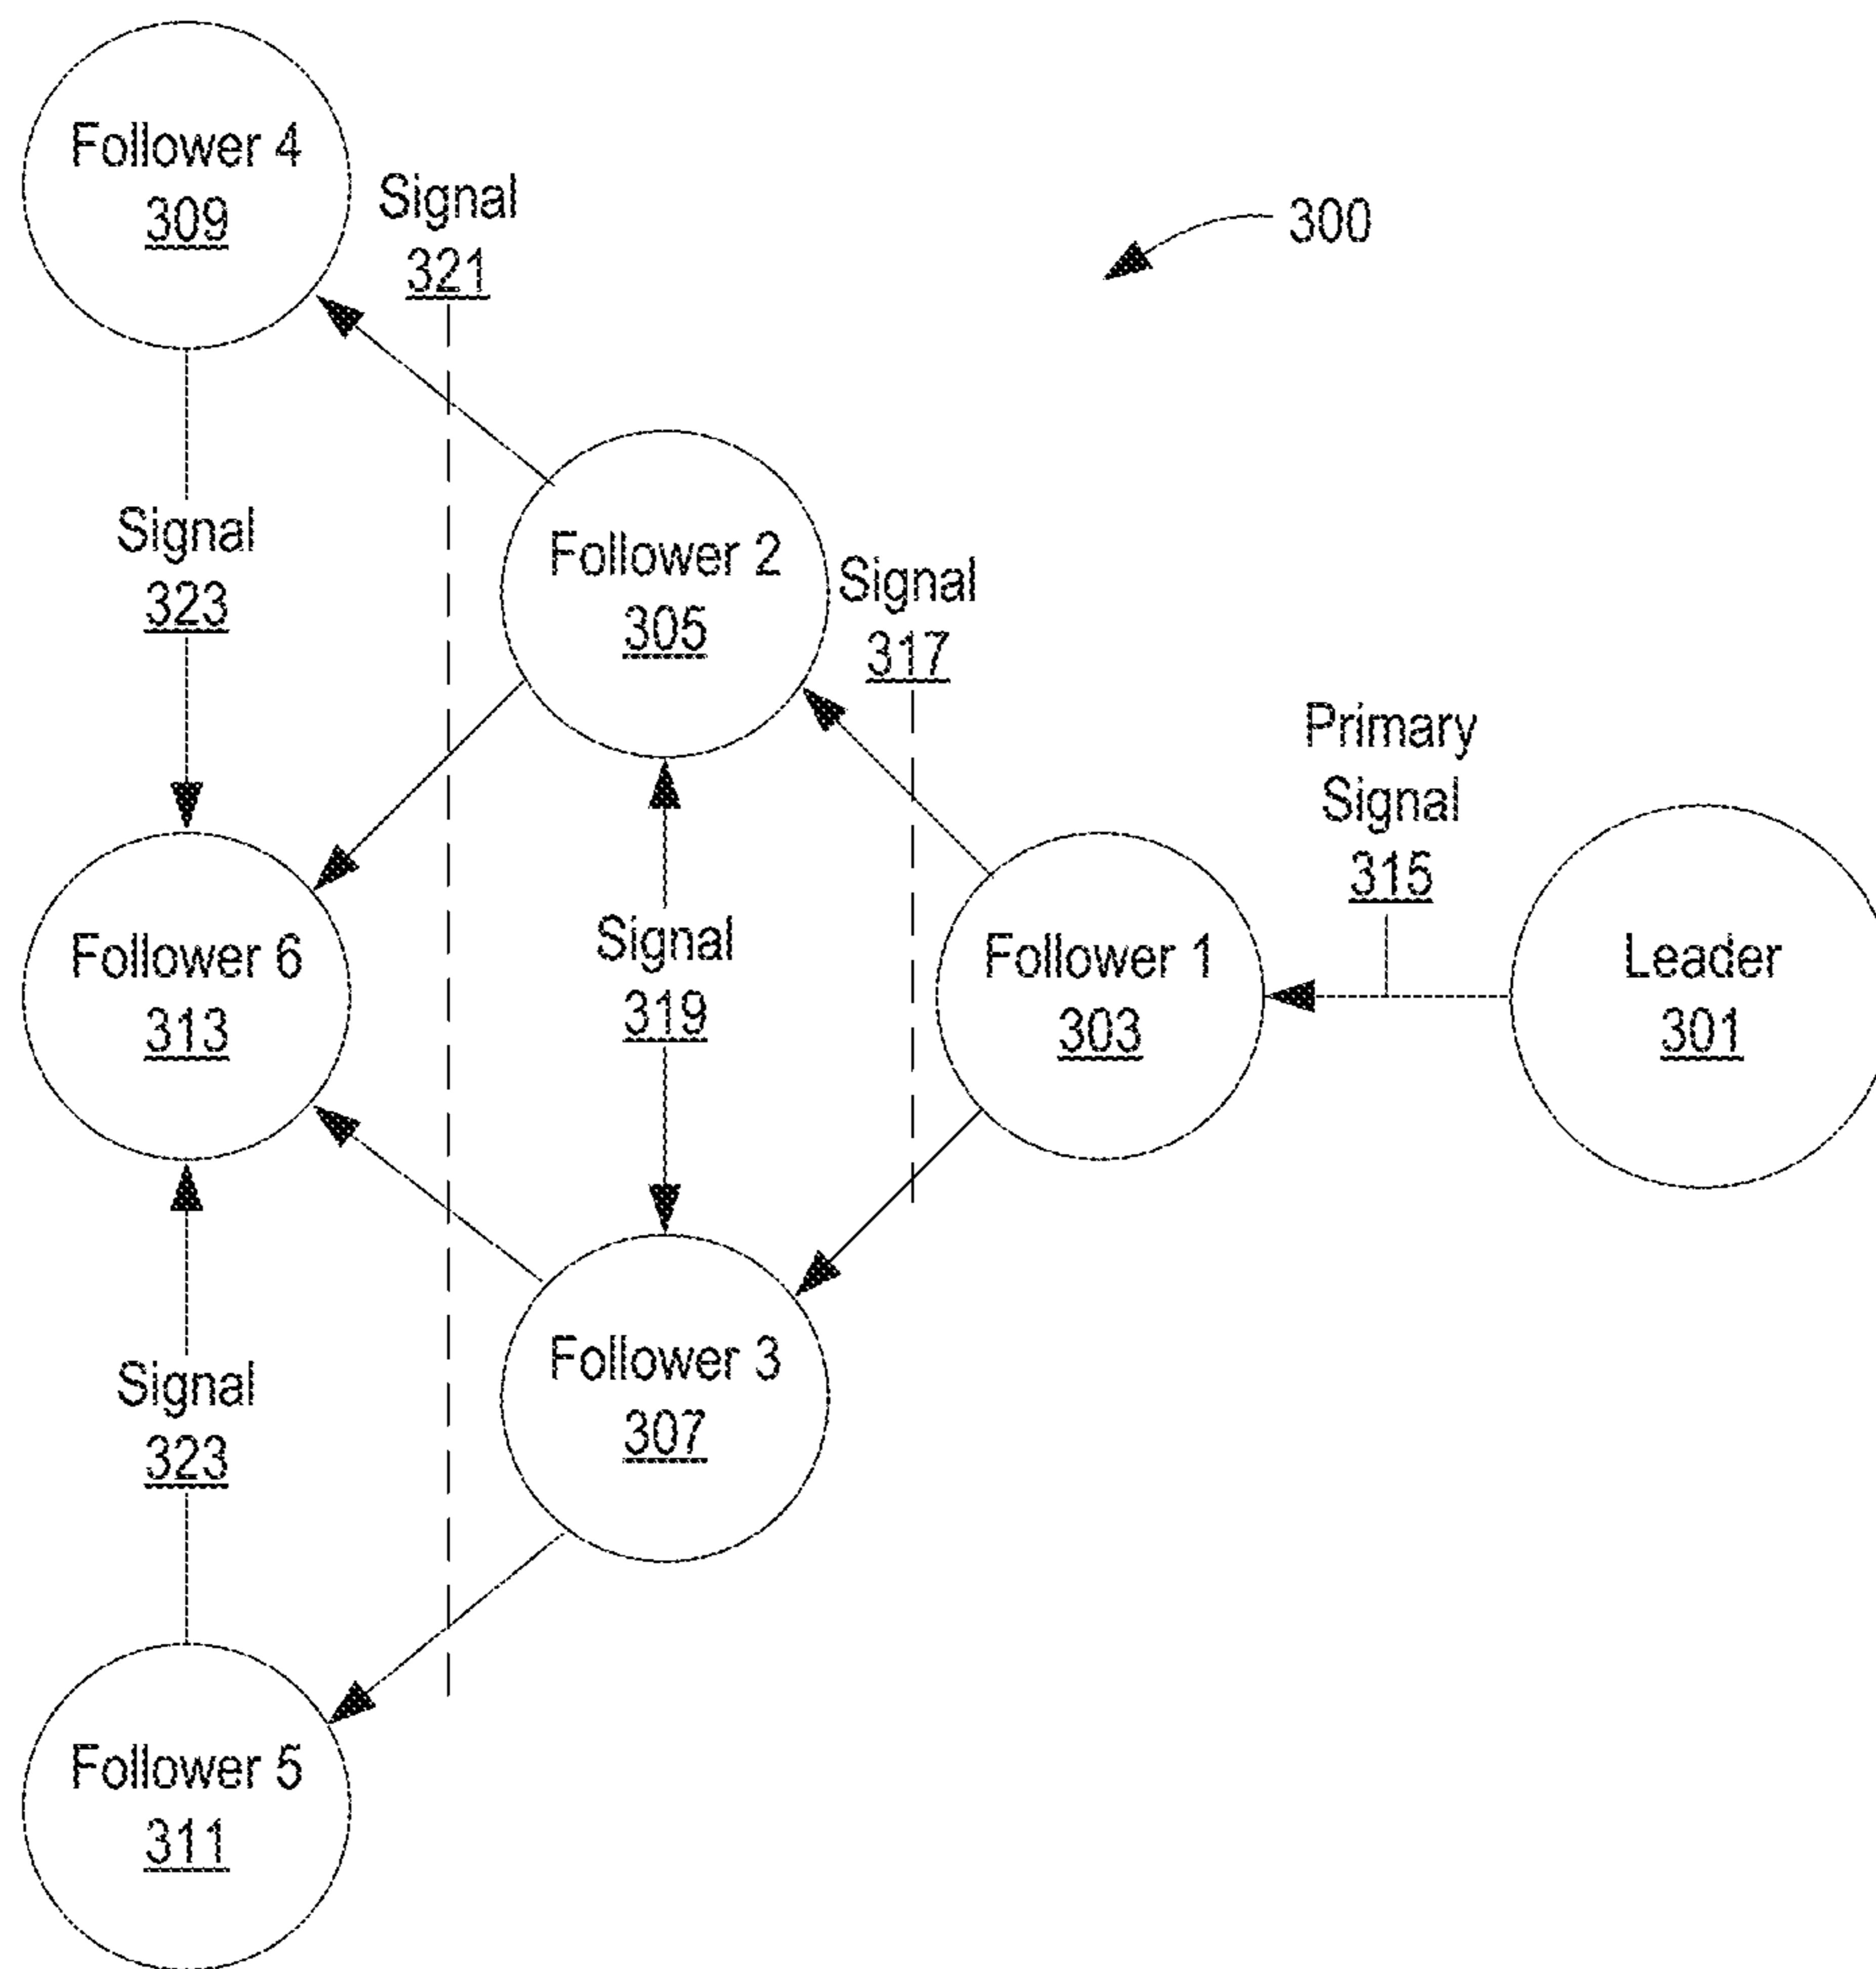 Follower 4
309
Signal
321
300
Signal
323
Follower 2
305
Signal
317
Primary
Signal
315
Follower 6
313
Signal
319
Follower 1
303
Leader
301
Signal
323
Follower 3
307
Follower 5
311